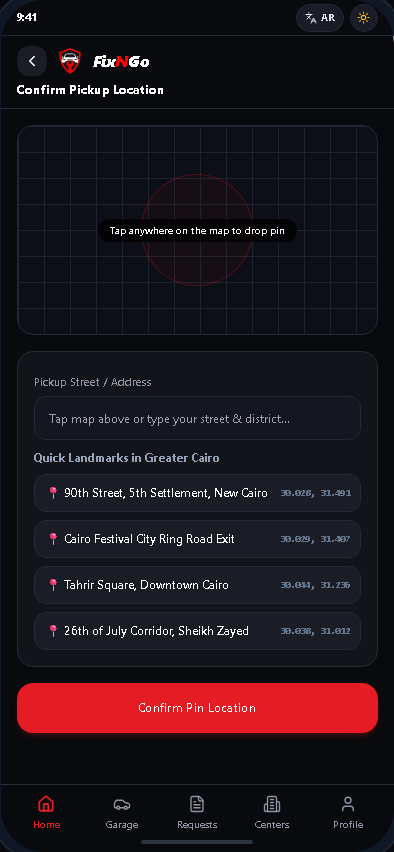 9:41
AR
FixNGo
Confirm Pickup Location
Tap anywhere on the map to drop pin
Pickup Street / Address
Tap map above or type your street & district...
Quick Landmarks in Greater Cairo
90th Street, 5th Settlement, New Cairo 30.028, 31.491
Cairo Festival City Ring Road Exit 30.029, 31.407
Tahrir Square, Downtown Cairo 30.044, 31.236
26th of July Corridor, Sheikh Zayed 30.038, 31.012
Confirm Pin Location
Home Garage Requests Centers Profile